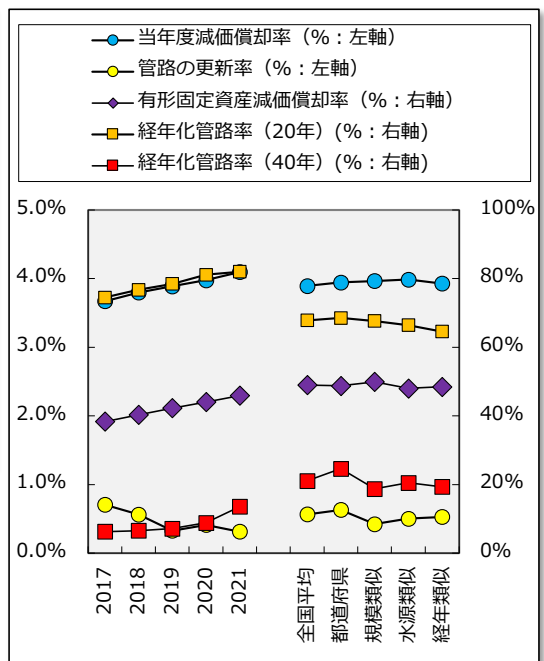 当年度減価償却率（%：左軸）
管路の更新率（%：左軸）
有形固定資産減価償却率（%：右軸）
経年化管路率（20年）(%：右軸)
経年化管路率（40年）(%：右軸)
5.0% 100%
4.0% 80%
3.0% 60%
2.0% 40%
1.0% 20%
0.0% 0%
2017
2018
2019
2020
2021
全国平均
都道府県
規模類似
水源類似
経年類似